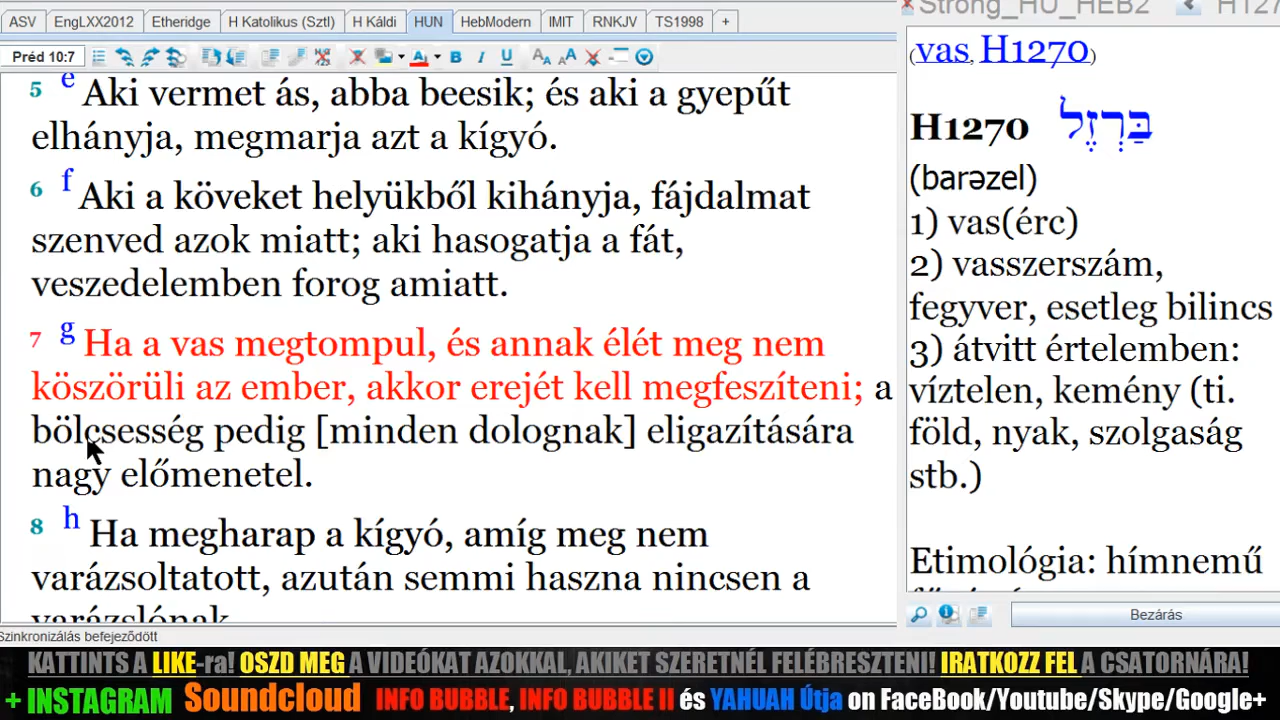 ASV EngLXX2012 Etheridge H Katolikus (Sztl) H Káldi HUN HebModern IMIT RNKJV TS1998 +
Préd 10:7
5 e Aki vermet ás, abba beesik; és aki a gyepűt
elhányja, megmarja azt a kígyó.
6 f Aki a köveket helyükből kihányja, fájdalmat
szenved azok miatt; aki hasogatja a fát,
veszedelemben forog amiatt.
7 g Ha a vas megtompul, és annak élét meg nem
köszörüli az ember, akkor erejét kell megfeszíteni; a
bölcsesség pedig [minden dolognak] eligazítására
nagy előmenetel.
8 h Ha megharap a kígyó, amíg meg nem
varázsoltatott, azután semmi haszna nincsen a
varázslónak
Szinkronizálás befejeződött
Strong_HU_HEB2 H127
(vas, H1270)
H1270 בַּרְזֶל
(barəzel)
1) vas(érc)
2) vasszerszám,
fegyver, esetleg bilincs
3) átvitt értelemben:
víztelen, kemény (ti.
föld, nyak, szolgaság
stb.)
Etimológia: hímnemű
Bezárás
KATTINTS A LIKE-ra! OSZD MEG A VIDEÓKAT AZOKKAL, AKIKET SZERETNÉL FELÉBRESZTENI! IRATKOZZ FEL A CSATORNÁRA!
+ INSTAGRAM Soundcloud INFO BUBBLE, INFO BUBBLE II és YAHUAH Útja on FaceBook/Youtube/Skype/Google+